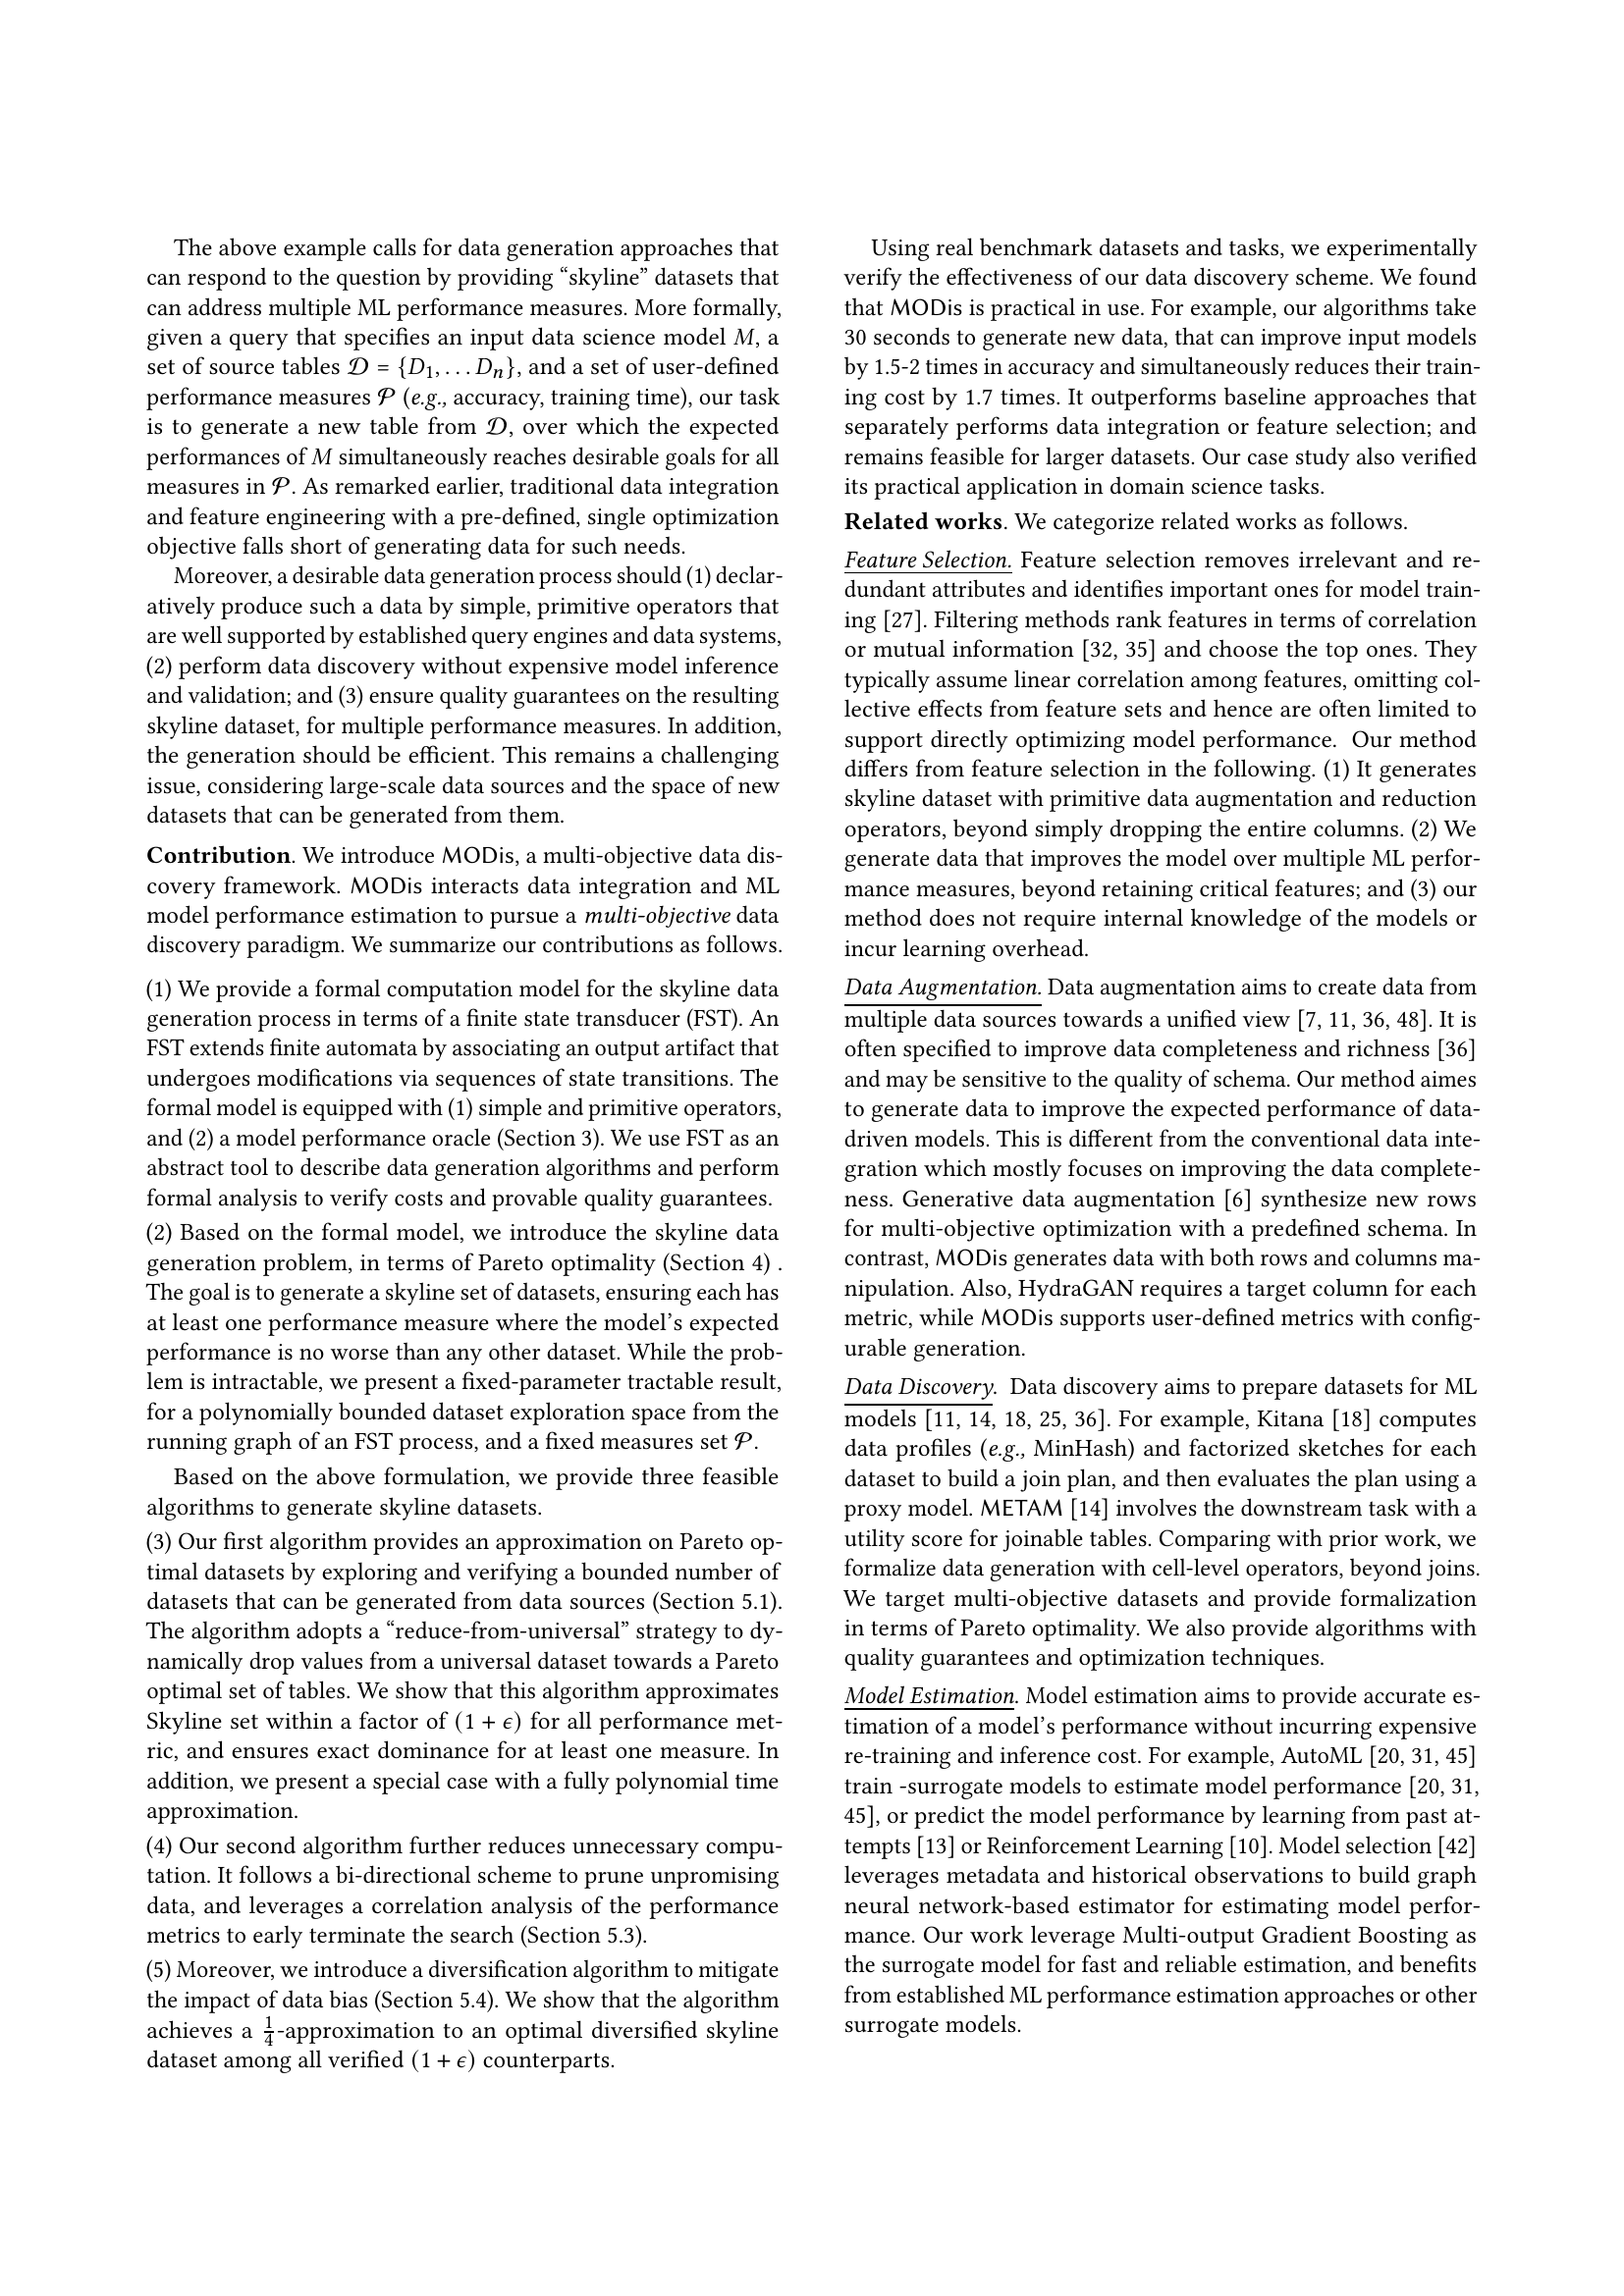 The above example calls for data generation approaches that
can respond to the question by providing “skyline” datasets that
can address multiple ML performance measures. More formally,
given a query that specifies an input data science model M, a
set of source tables 𝒟 = {D₁, . . . Dₙ}, and a set of user-defined
performance measures 𝒫 (e.g., accuracy, training time), our task
is to generate a new table from 𝒟, over which the expected
performances of M simultaneously reaches desirable goals for all
measures in 𝒫. As remarked earlier, traditional data integration
and feature engineering with a pre-defined, single optimization
objective falls short of generating data for such needs.
Moreover, a desirable data generation process should (1) declar-
atively produce such a data by simple, primitive operators that
are well supported by established query engines and data systems,
(2) perform data discovery without expensive model inference
and validation; and (3) ensure quality guarantees on the resulting
skyline dataset, for multiple performance measures. In addition,
the generation should be efficient. This remains a challenging
issue, considering large-scale data sources and the space of new
datasets that can be generated from them.
Contribution. We introduce MODis, a multi-objective data dis-
covery framework. MODis interacts data integration and ML
model performance estimation to pursue a multi-objective data
discovery paradigm. We summarize our contributions as follows.
(1) We provide a formal computation model for the skyline data
generation process in terms of a finite state transducer (FST). An
FST extends finite automata by associating an output artifact that
undergoes modifications via sequences of state transitions. The
formal model is equipped with (1) simple and primitive operators,
and (2) a model performance oracle (Section 3). We use FST as an
abstract tool to describe data generation algorithms and perform
formal analysis to verify costs and provable quality guarantees.
(2) Based on the formal model, we introduce the skyline data
generation problem, in terms of Pareto optimality (Section 4) .
The goal is to generate a skyline set of datasets, ensuring each has
at least one performance measure where the model’s expected
performance is no worse than any other dataset. While the prob-
lem is intractable, we present a fixed-parameter tractable result,
for a polynomially bounded dataset exploration space from the
running graph of an FST process, and a fixed measures set 𝒫.
Based on the above formulation, we provide three feasible
algorithms to generate skyline datasets.
(3) Our first algorithm provides an approximation on Pareto op-
timal datasets by exploring and verifying a bounded number of
datasets that can be generated from data sources (Section 5.1).
The algorithm adopts a “reduce-from-universal” strategy to dy-
namically drop values from a universal dataset towards a Pareto
optimal set of tables. We show that this algorithm approximates
Skyline set within a factor of (1 + ϵ) for all performance met-
ric, and ensures exact dominance for at least one measure. In
addition, we present a special case with a fully polynomial time
approximation.
(4) Our second algorithm further reduces unnecessary compu-
tation. It follows a bi-directional scheme to prune unpromising
data, and leverages a correlation analysis of the performance
metrics to early terminate the search (Section 5.3).
(5) Moreover, we introduce a diversification algorithm to mitigate
the impact of data bias (Section 5.4). We show that the algorithm
achieves a ¼-approximation to an optimal diversified skyline
dataset among all verified (1 + ϵ) counterparts.
Using real benchmark datasets and tasks, we experimentally
verify the effectiveness of our data discovery scheme. We found
that MODis is practical in use. For example, our algorithms take
30 seconds to generate new data, that can improve input models
by 1.5-2 times in accuracy and simultaneously reduces their train-
ing cost by 1.7 times. It outperforms baseline approaches that
separately performs data integration or feature selection; and
remains feasible for larger datasets. Our case study also verified
its practical application in domain science tasks.
Related works. We categorize related works as follows.
Feature Selection. Feature selection removes irrelevant and re-
dundant attributes and identifies important ones for model train-
ing [27]. Filtering methods rank features in terms of correlation
or mutual information [32, 35] and choose the top ones. They
typically assume linear correlation among features, omitting col-
lective effects from feature sets and hence are often limited to
support directly optimizing model performance. Our method
differs from feature selection in the following. (1) It generates
skyline dataset with primitive data augmentation and reduction
operators, beyond simply dropping the entire columns. (2) We
generate data that improves the model over multiple ML perfor-
mance measures, beyond retaining critical features; and (3) our
method does not require internal knowledge of the models or
incur learning overhead.
Data Augmentation. Data augmentation aims to create data from
multiple data sources towards a unified view [7, 11, 36, 48]. It is
often specified to improve data completeness and richness [36]
and may be sensitive to the quality of schema. Our method aimes
to generate data to improve the expected performance of data-
driven models. This is different from the conventional data inte-
gration which mostly focuses on improving the data complete-
ness. Generative data augmentation [6] synthesize new rows
for multi-objective optimization with a predefined schema. In
contrast, MODis generates data with both rows and columns ma-
nipulation. Also, HydraGAN requires a target column for each
metric, while MODis supports user-defined metrics with config-
urable generation.
Data Discovery. Data discovery aims to prepare datasets for ML
models [11, 14, 18, 25, 36]. For example, Kitana [18] computes
data profiles (e.g., MinHash) and factorized sketches for each
dataset to build a join plan, and then evaluates the plan using a
proxy model. METAM [14] involves the downstream task with a
utility score for joinable tables. Comparing with prior work, we
formalize data generation with cell-level operators, beyond joins.
We target multi-objective datasets and provide formalization
in terms of Pareto optimality. We also provide algorithms with
quality guarantees and optimization techniques.
Model Estimation. Model estimation aims to provide accurate es-
timation of a model’s performance without incurring expensive
re-training and inference cost. For example, AutoML [20, 31, 45]
train -surrogate models to estimate model performance [20, 31,
45], or predict the model performance by learning from past at-
tempts [13] or Reinforcement Learning [10]. Model selection [42]
leverages metadata and historical observations to build graph
neural network-based estimator for estimating model perfor-
mance. Our work leverage Multi-output Gradient Boosting as
the surrogate model for fast and reliable estimation, and benefits
from established ML performance estimation approaches or other
surrogate models.